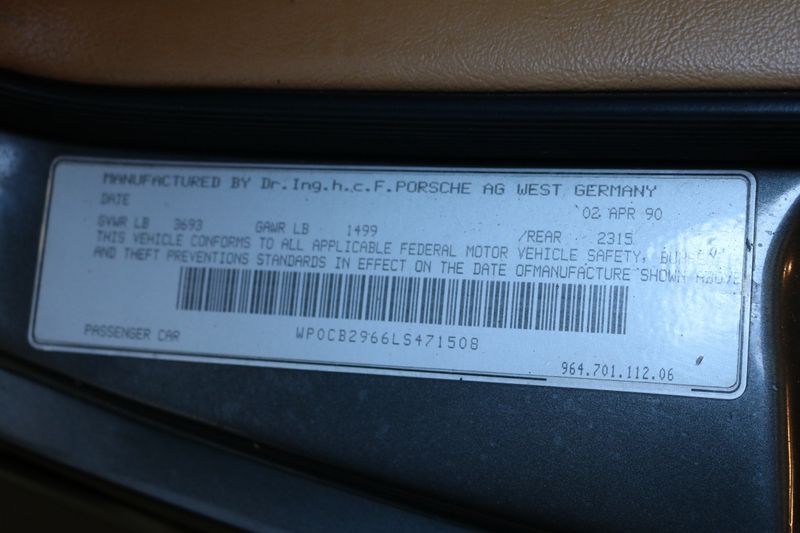 MANUFACTURED BY Dr.Ing.h.c.F.PORSCHE AG WEST GERMANY
DATE 02 APR 90
GVWR LB 3693 GAWR LB 1499 /REAR 2315
THIS VEHICLE CONFORMS TO ALL APPLICABLE FEDERAL MOTOR VEHICLE SAFETY,
AND THEFT PREVENTIONS STANDARDS IN EFFECT ON THE DATE OFMANUFACTURE SHOWN ABOVE
PASSENGER CAR WP0CB2966LS471508
964.701.112.06